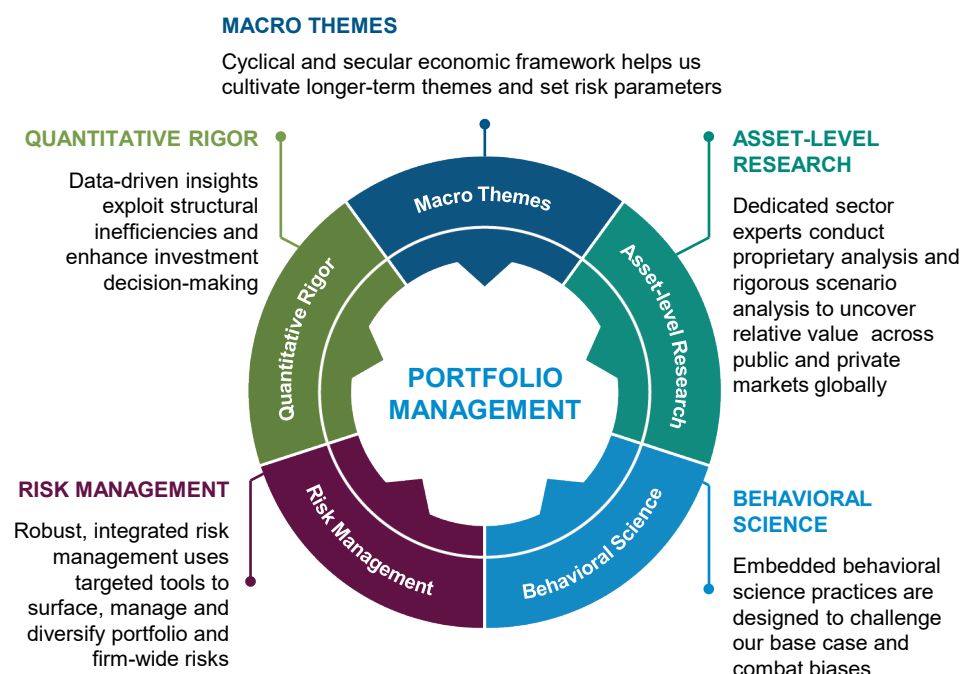 MACRO THEMES
Cyclical and secular economic framework helps us
cultivate longer-term themes and set risk parameters
QUANTITATIVE RIGOR
Data-driven insights
exploit structural
inefficiencies and
enhance investment
decision-making
ASSET-LEVEL
RESEARCH
Dedicated sector
experts conduct
proprietary analysis and
rigorous scenario
analysis to uncover
relative value  across
public and private
markets globally
Macro Themes
Quantitative Rigor
Asset-level Research
PORTFOLIO
MANAGEMENT
Risk Management
Behavioral Science
RISK MANAGEMENT
Robust, integrated risk
management uses
targeted tools to
surface, manage and
diversify portfolio and
firm-wide risks
BEHAVIORAL
SCIENCE
Embedded behavioral
science practices are
designed to challenge
our base case and
combat biases